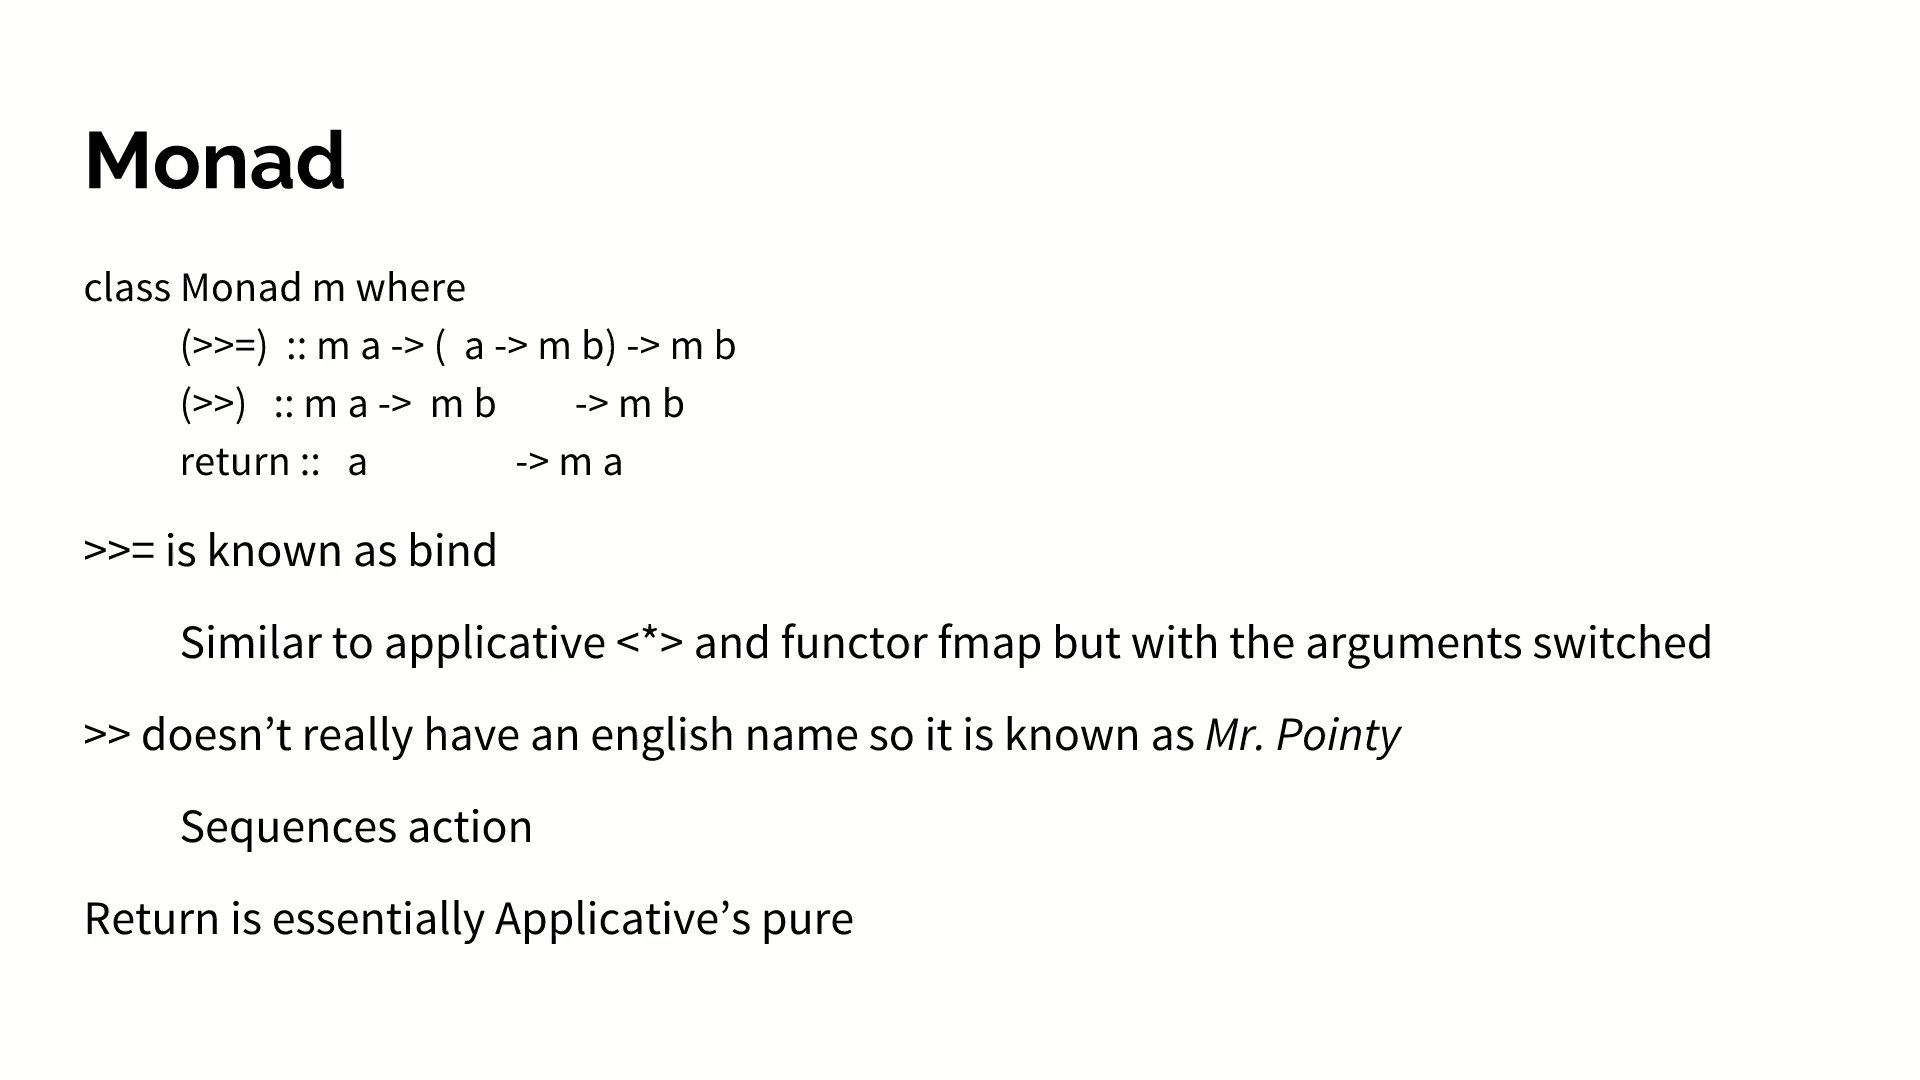 Monad
class Monad m where
(>>=)  :: m a -> (  a -> m b) -> m b
(>>)   :: m a ->  m b        -> m b
return ::   a               -> m a
>>= is known as bind
Similar to applicative <*> and functor fmap but with the arguments switched
>> doesn’t really have an english name so it is known as Mr. Pointy
Sequences action
Return is essentially Applicative’s pure